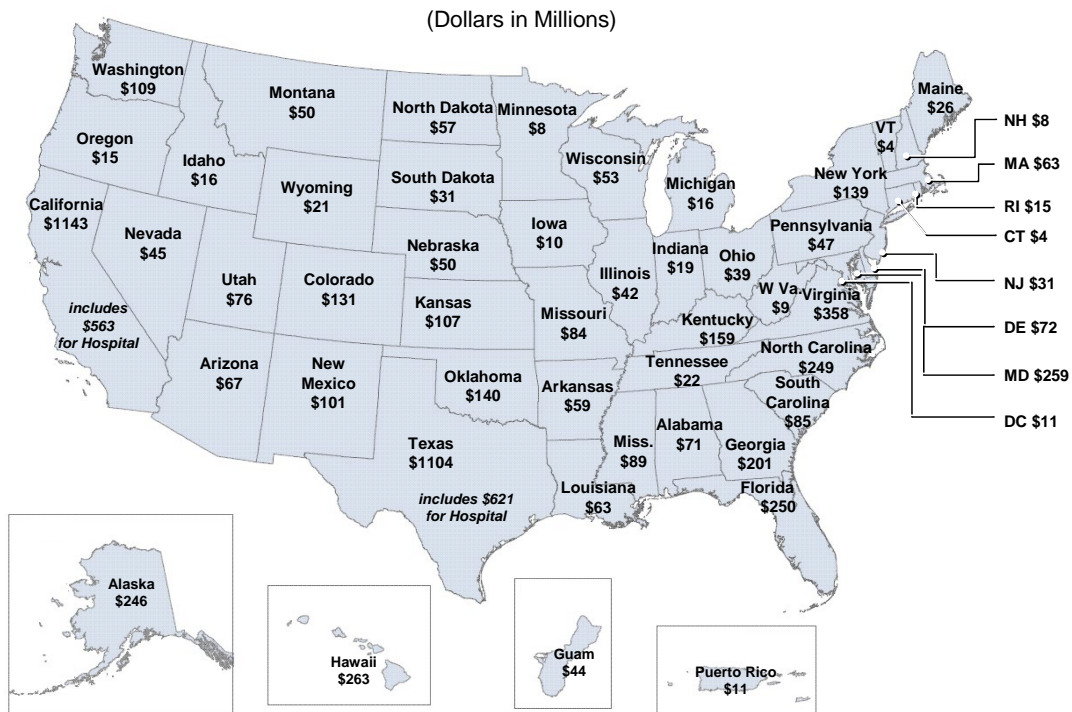 (Dollars in Millions)
Washington
$109
Montana
$50
North Dakota
$57
Minnesota
$8
Maine
$26
VT
$4
NH $8
MA $63
RI $15
CT $4
NJ $31
DE $72
MD $259
DC $11
Oregon
$15
Idaho
$16
Wyoming
$21
South Dakota
$31
Wisconsin
$53
Michigan
$16
New York
$139
California
$1143
includes
$563
for Hospital
Nevada
$45
Utah
$76
Colorado
$131
Nebraska
$50
Kansas
$107
Iowa
$10
Illinois
$42
Indiana
$19
Ohio
$39
Pennsylvania
$47
W Va.
$9
Virginia
$358
Missouri
$84
Kentucky
$159
Tennessee
$22
North Carolina
$249
South
Carolina
$85
Arizona
$67
New
Mexico
$101
Oklahoma
$140
Arkansas
$59
Texas
$1104
includes $621
for Hospital
Louisiana
$63
Miss.
$89
Alabama
$71
Georgia
$201
Florida
$250
Alaska
$246
Hawaii
$263
Guam
$44
Puerto Rico
$11